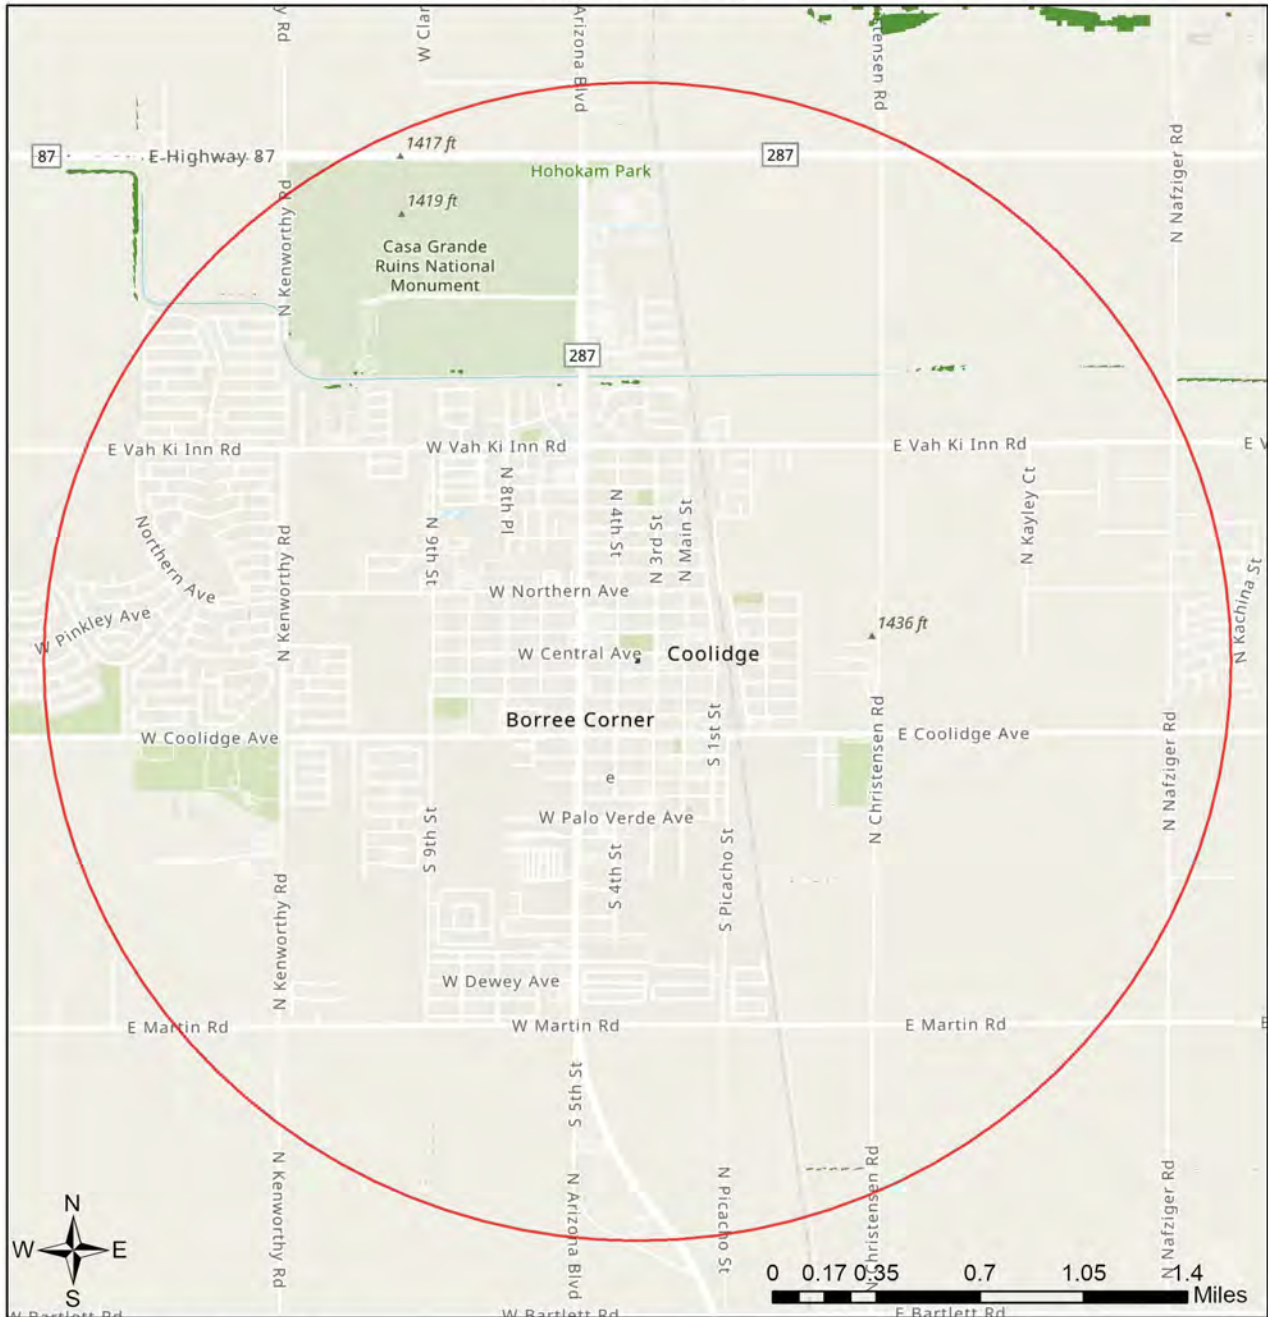 y Rd
W Clar
Arizona Blvd
stensen Rd
87
E Highway 87
1417 ft
287
Hohokam Park
N Nafziger Rd
N Kenworthy Rd
1419 ft
Casa Grande
Ruins National
Monument
287
E Vah Ki Inn Rd
W Vah Ki Inn Rd
E Vah Ki Inn Rd
E V
N 8th Pl
N 4th St
N 3rd St
N Main St
N Kayley Ct
Northern Ave
N Kenworthy Rd
N 9th St
W Northern Ave
W Pinkley Ave
1436 ft
N Kachina St
W Central Ave
Coolidge
Borree Corner
W Coolidge Ave
S 1st St
N Christensen Rd
E Coolidge Ave
N Nafziger Rd
e
W Palo Verde Ave
S 9th St
S 4th St
S Picacho St
N Kenworthy Rd
W Dewey Ave
E Martin Rd
W Martin Rd
E Martin Rd
E
S 5th St
N Kenworthy Rd
N Arizona Blvd
N Picacho St
N Christensen Rd
N Nafziger Rd
N
W E
S
0 0.17 0.35 0.7 1.05 1.4
Miles
W Bartlett Rd
W Bartlett Rd
E Bartlett Rd